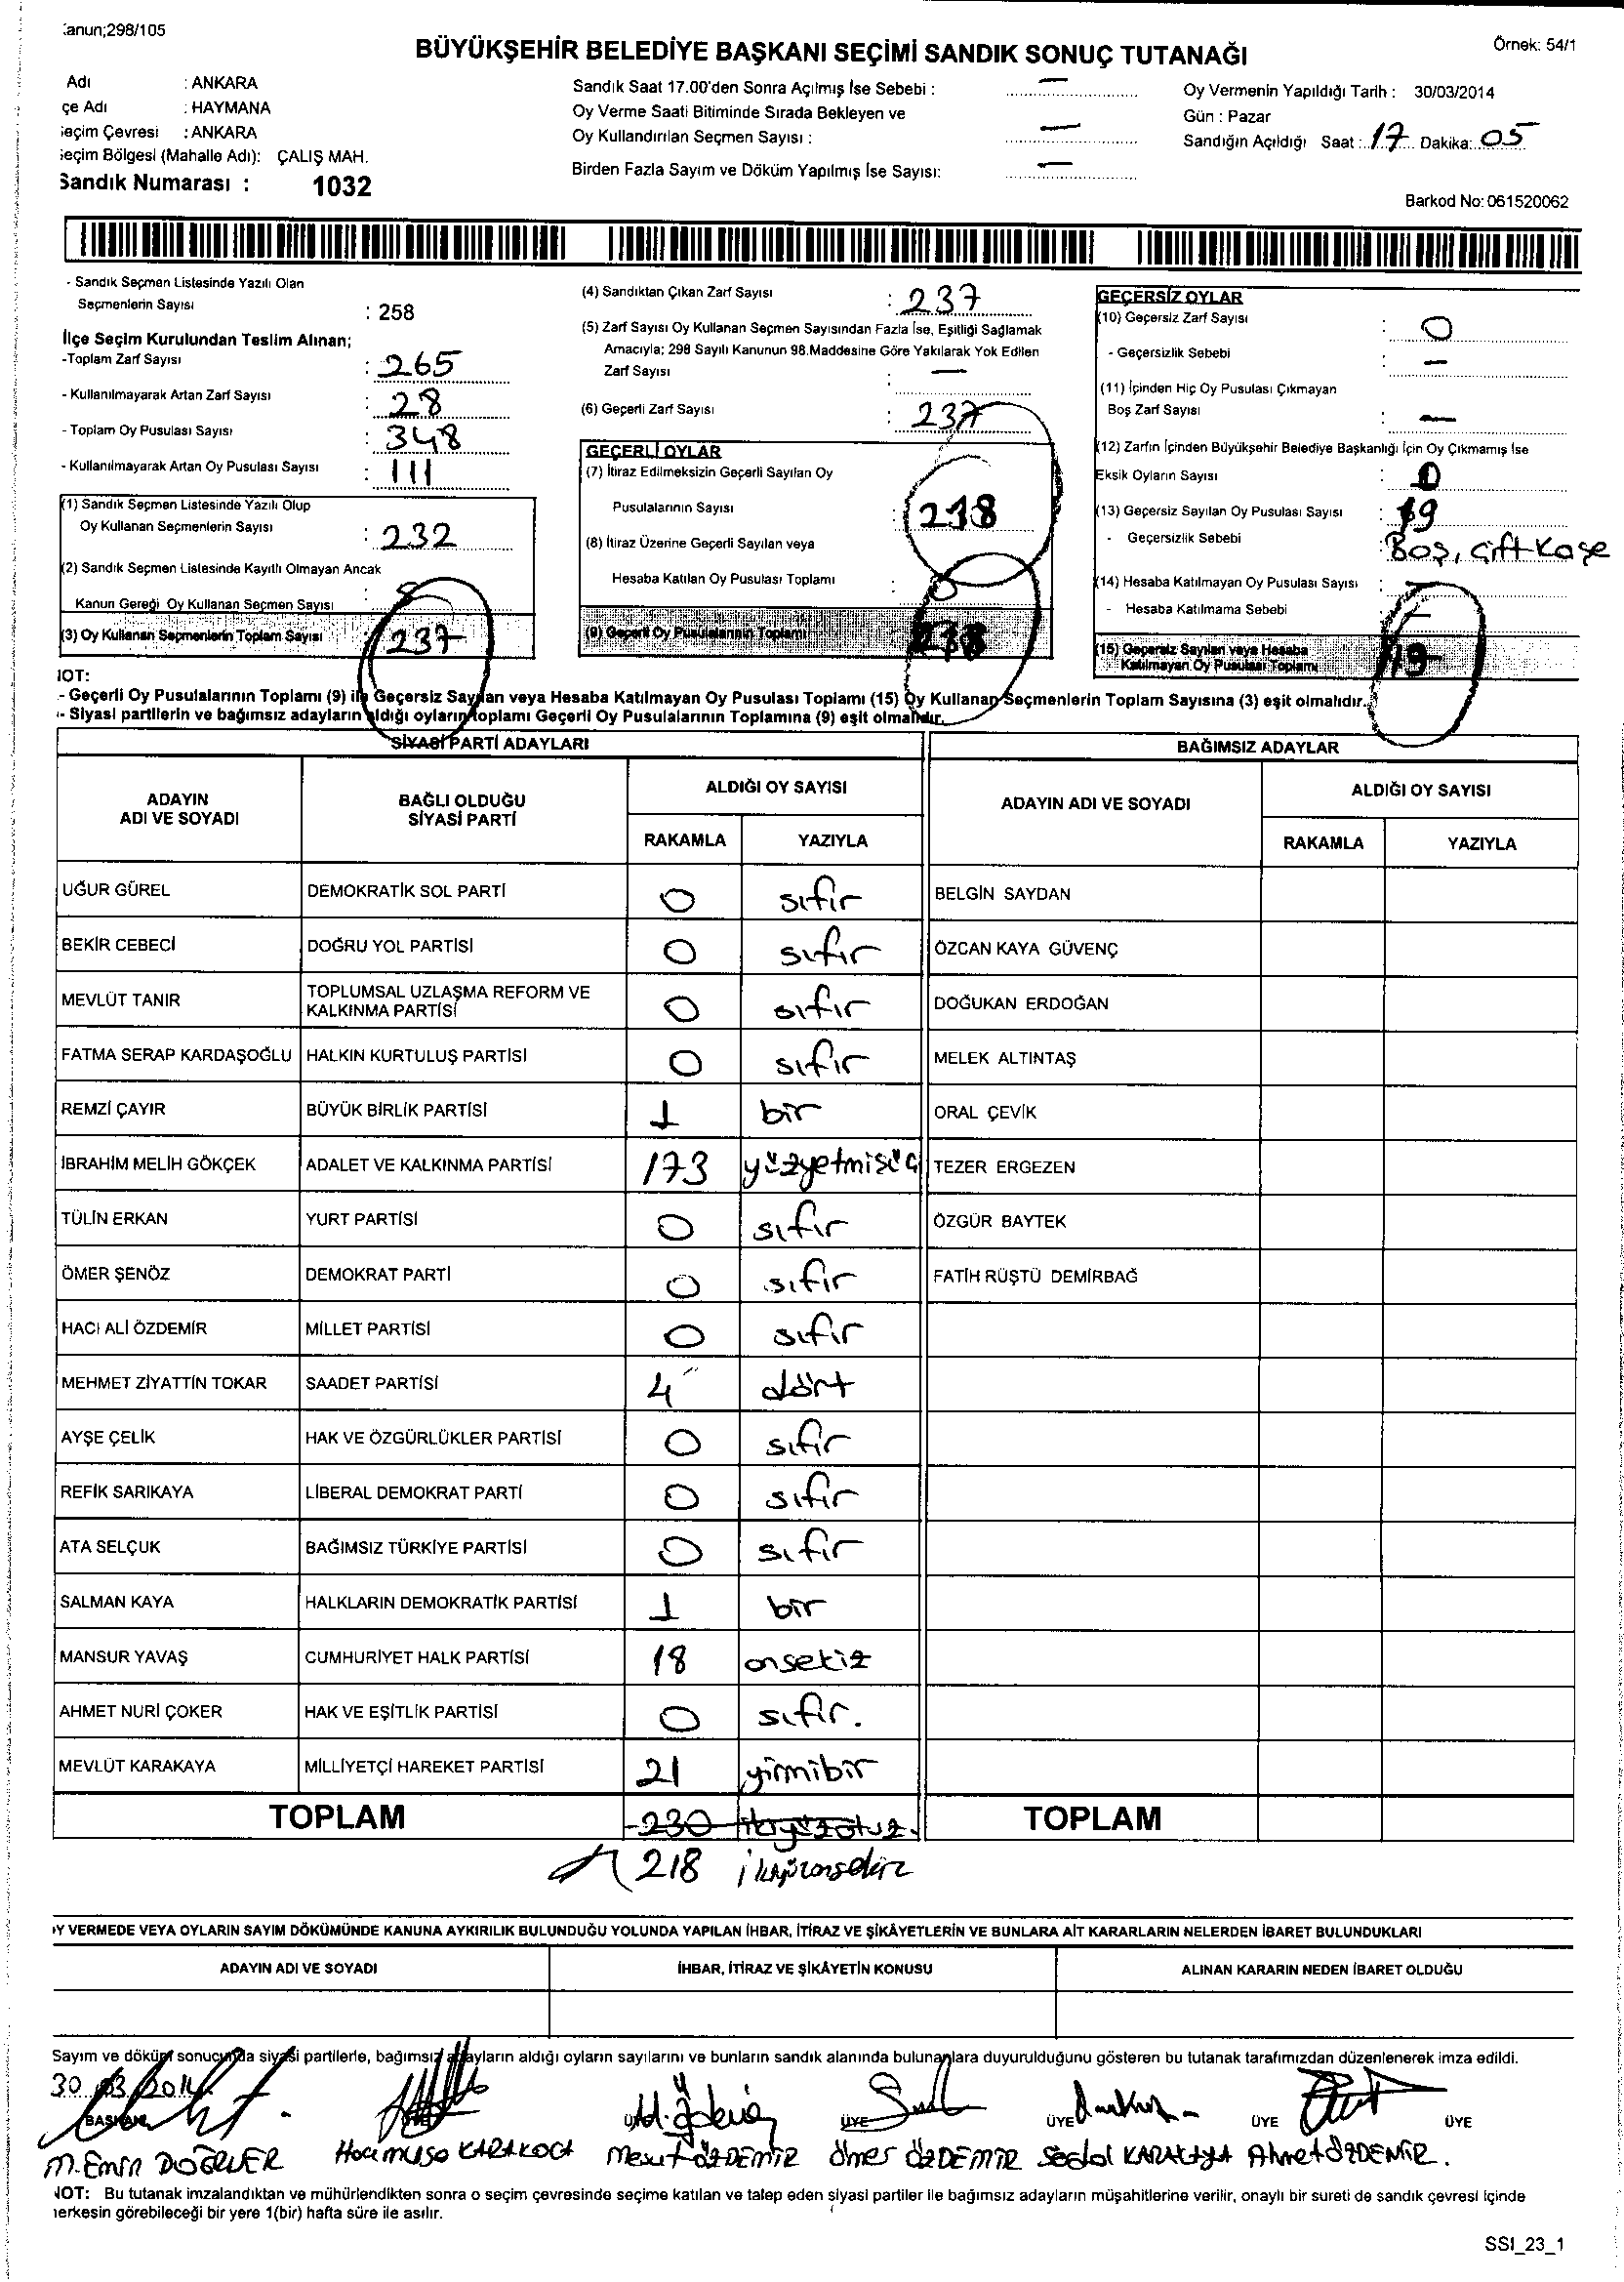 :anun;298/105
Örnek: 54/1
BÜYÜKŞEHİR BELEDİYE BAŞKANI SEÇİMİ SANDIK SONUÇ TUTANAĞI
Adı : ANKARA
çe Adı : HAYMANA
Seçim Çevresi : ANKARA
Seçim Bölgesi (Mahalle Adı): ÇALIŞ MAH.
Sandık Numarası : 1032
Sandık Saat 17.00'den Sonra Açılmış İse Sebebi : —
Oy Verme Saati Bitiminde Sırada Bekleyen ve
Oy Kullandırılan Seçmen Sayısı : —
Birden Fazla Sayım ve Döküm Yapılmış İse Sayısı: —
Oy Vermenin Yapıldığı Tarih : 30/03/2014
Gün : Pazar
Sandığın Açıldığı Saat : 17 Dakika: 05
Barkod No: 061520062
- Sandık Seçmen Listesinde Yazılı Olan
Seçmenlerin Sayısı : 258
İlçe Seçim Kurulundan Teslim Alınan;
-Toplam Zarf Sayısı : 265
- Kullanılmayarak Artan Zarf Sayısı : 28
- Toplam Oy Pusulası Sayısı : 348
- Kullanılmayarak Artan Oy Pusulası Sayısı : 111
(1) Sandık Seçmen Listesinde Yazılı Olup
Oy Kullanan Seçmenlerin Sayısı : 232
(2) Sandık Seçmen Listesinde Kayıtlı Olmayan Ancak
Kanun Gereği Oy Kullanan Seçmen Sayısı :
(3) Oy Kullanan Seçmenlerin Toplam Sayısı : 237
(4) Sandıktan Çıkan Zarf Sayısı : 237
(5) Zarf Sayısı Oy Kullanan Seçmen Sayısından Fazla İse, Eşitliği Sağlamak
Amacıyla; 298 Sayılı Kanunun 98.Maddesine Göre Yakılarak Yok Edilen
Zarf Sayısı : —
(6) Geçerli Zarf Sayısı : 237
GEÇERLİ OYLAR
(7) İtiraz Edilmeksizin Geçerli Sayılan Oy
Pusulalarının Sayısı : 218
(8) İtiraz Üzerine Geçerli Sayılan veya
Hesaba Katılan Oy Pusulası Toplamı : 0
(9) Geçerli Oy Pusulalarının Toplamı
GEÇERSİZ OYLAR
(10) Geçersiz Zarf Sayısı : 0
- Geçersizlik Sebebi : —
(11) İçinden Hiç Oy Pusulası Çıkmayan
Boş Zarf Sayısı : —
(12) Zarfın İçinden Büyükşehir Belediye Başkanlığı İçin Oy Çıkmamış İse
Eksik Oyların Sayısı : 0
(13) Geçersiz Sayılan Oy Pusulası Sayısı : 19
- Geçersizlik Sebebi : Boş, çift kaşe
(14) Hesaba Katılmayan Oy Pusulası Sayısı : —
- Hesaba Katılmama Sebebi : —
(15) Geçersiz Sayılan veya Hesaba
Katılmayan Oy Pusulası Toplamı 19
NOT:
- Geçerli Oy Pusulalarının Toplamı (9) ile Geçersiz Sayılan veya Hesaba Katılmayan Oy Pusulası Toplamı (15) Oy Kullanan Seçmenlerin Toplam Sayısına (3) eşit olmalıdır.
- Siyasi partilerin ve bağımsız adayların aldığı oyların toplamı Geçerli Oy Pusulalarının Toplamına (9) eşit olmalıdır.
SİYASİ PARTİ ADAYLARI BAĞIMSIZ ADAYLAR
ADAYIN ADI VE SOYADI BAĞLI OLDUĞU SİYASİ PARTİ ALDIĞI OY SAYISI ADAYIN ADI VE SOYADI ALDIĞI OY SAYISI
RAKAMLA YAZIYLA RAKAMLA YAZIYLA
UĞUR GÜREL DEMOKRATİK SOL PARTİ 0 sıfır BELGİN SAYDAN
BEKİR CEBECİ DOĞRU YOL PARTİSİ 0 sıfır ÖZCAN KAYA GÜVENÇ
MEVLÜT TANIR TOPLUMSAL UZLAŞMA REFORM VE KALKINMA PARTİSİ 0 sıfır DOĞUKAN ERDOĞAN
FATMA SERAP KARDAŞOĞLU HALKIN KURTULUŞ PARTİSİ 0 sıfır MELEK ALTINTAŞ
REMZİ ÇAYIR BÜYÜK BİRLİK PARTİSİ 1 bir ORAL ÇEVİK
İBRAHİM MELİH GÖKÇEK ADALET VE KALKINMA PARTİSİ 173 yüzyetmisüç TEZER ERGEZEN
TÜLİN ERKAN YURT PARTİSİ 0 sıfır ÖZGÜR BAYTEK
ÖMER ŞENÖZ DEMOKRAT PARTİ 0 sıfır FATİH RÜŞTÜ DEMİRBAĞ
HACI ALİ ÖZDEMİR MİLLET PARTİSİ 0 sıfır
MEHMET ZİYATTİN TOKAR SAADET PARTİSİ 4 dört
AYŞE ÇELİK HAK VE ÖZGÜRLÜKLER PARTİSİ 0 sıfır
REFİK SARIKAYA LİBERAL DEMOKRAT PARTİ 0 sıfır
ATA SELÇUK BAĞIMSIZ TÜRKİYE PARTİSİ 0 sıfır
SALMAN KAYA HALKLARIN DEMOKRATİK PARTİSİ 1 bir
MANSUR YAVAŞ CUMHURİYET HALK PARTİSİ 18 onsekiz
AHMET NURİ ÇOKER HAK VE EŞİTLİK PARTİSİ 0 sıfır.
MEVLÜT KARAKAYA MİLLİYETÇİ HAREKET PARTİSİ 21 yirmibir
TOPLAM 230 ikiyüzotuz. TOPLAM
218 ikiyüzonsekiz
OY VERMEDE VEYA OYLARIN SAYIM DÖKÜMÜNDE KANUNA AYKIRILIK BULUNDUĞU YOLUNDA YAPILAN İHBAR, İTİRAZ VE ŞİKÂYETLERİN VE BUNLARA AİT KARARLARIN NELERDEN İBARET BULUNDUKLARI
ADAYIN ADI VE SOYADI İHBAR, İTİRAZ VE ŞİKÂYETİN KONUSU ALINAN KARARIN NEDEN İBARET OLDUĞU
Sayım ve döküm sonucunda siyasi partilerle, bağımsız adayların aldığı oyların sayılarını ve bunların sandık alanında bulunanlara duyurulduğunu gösteren bu tutanak tarafımızdan düzenlenerek imza edildi.
30 03 2014
BAŞKAN ÜYE ÜYE ÜYE ÜYE ÜYE ÜYE
M.Emin DOĞRUER Hacımusa KARAKOCA Mesut ÖZDEMİR Ömer ÖZDEMİR Sedat KARAKAYA Ahmet ÖZDEMİR.
NOT: Bu tutanak imzalandıktan ve mühürlendikten sonra o seçim çevresinde seçime katılan ve talep eden siyasi partiler ile bağımsız adayların müşahitlerine verilir, onaylı bir sureti de sandık çevresi içinde
herkesin görebileceği bir yere 1(bir) hafta süre ile asılır.
SSI_23_1